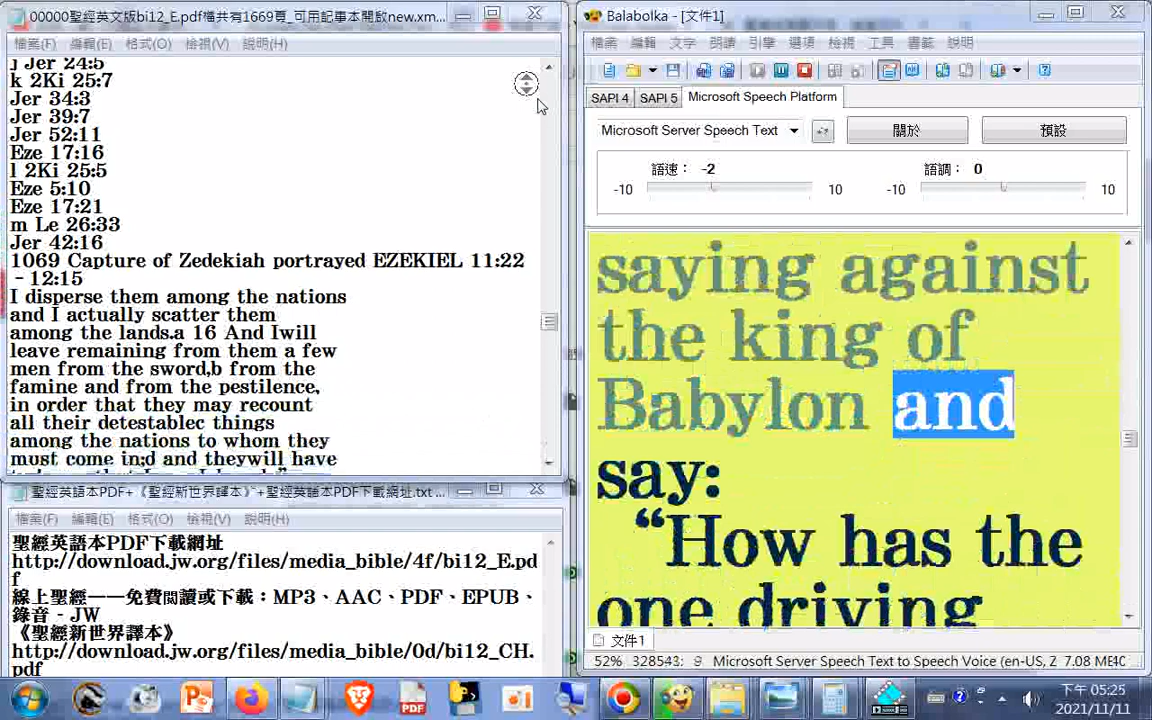 00000聖經英文版bi12_E.pdf檔共有1669頁_可用記事本開啟new.xm...
檔案(F) 編輯(E) 格式(O) 檢視(V) 說明(H)
j Jer 24:5
k 2Ki 25:7
Jer 34:3
Jer 39:7
Jer 52:11
Eze 17:16
l 2Ki 25:5
Eze 5:10
Eze 17:21
m Le 26:33
Jer 42:16
1069 Capture of Zedekiah portrayed EZEKIEL 11:22
- 12:15
I disperse them among the nations
and I actually scatter them
among the lands.a 16 And Iwill
leave remaining from them a few
men from the sword,b from the
famine and from the pestilence,
in order that they may recount
all their detestablec things
among the nations to whom they
must come in;d and theywill have
聖經英語本PDF+《聖經新世界譯本》+聖經英語本PDF下載網址.txt ...
檔案(F) 編輯(E) 格式(O) 檢視(V) 說明(H)
聖經英語本PDF下載網址
http://download.jw.org/files/media_bible/4f/bi12_E.pd
f
線上聖經——免費閱讀或下載：MP3、AAC、PDF、EPUB、
錄音 - JW
《聖經新世界譯本》
http://download.jw.org/files/media_bible/0d/bi12_CH.
pdf
Balabolka - [文件1]
檔案 編輯 文字 朗讀 引擎 選項 檢視 工具 書籤 說明
SAPI 4 SAPI 5 Microsoft Speech Platform
Microsoft Server Speech Text 關於 預設
語速： -2 語調： 0
-10 10 -10 10
saying against
the king of
Babylon and
say:
“How has the
one driving
文件1
52% 328543: 9 Microsoft Server Speech Text to Speech Voice (en-US, Z 7.08 ME4C
下午 05:25
2021/11/11